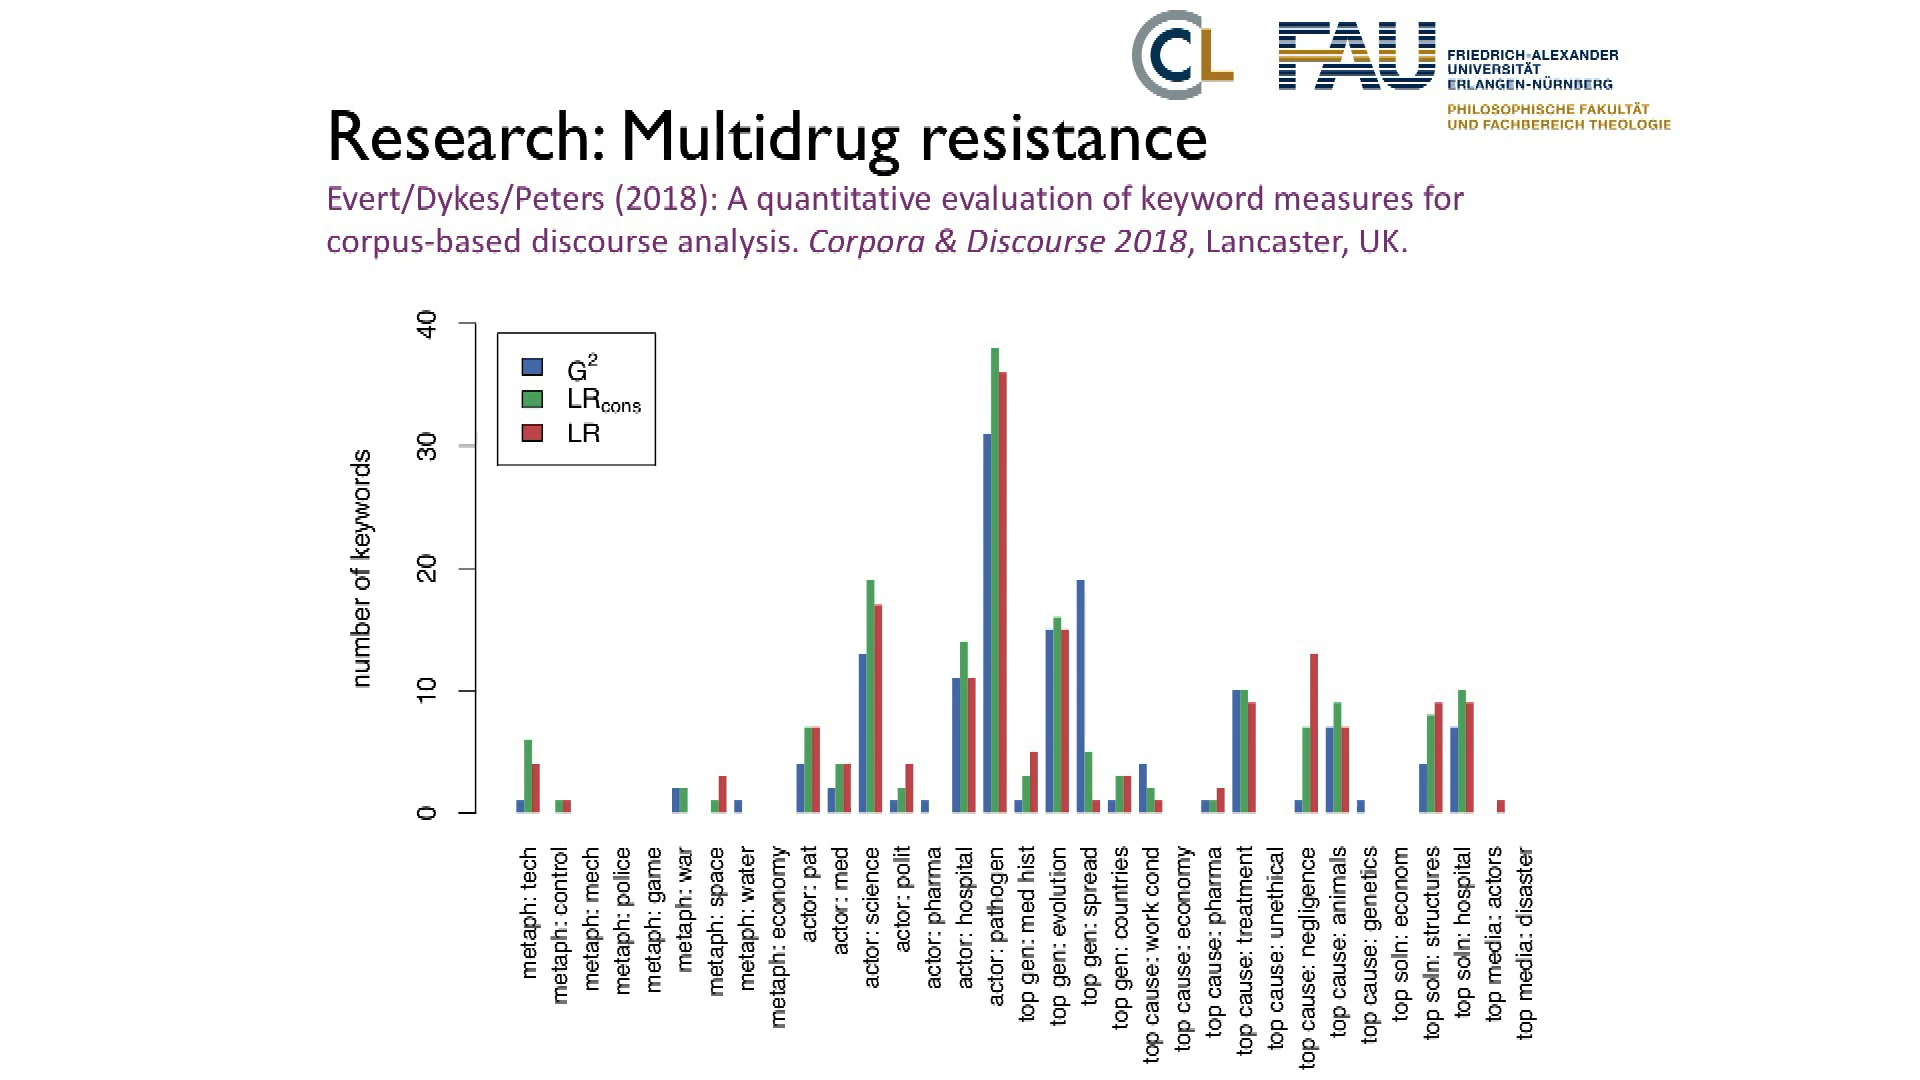 CL
FAU
FRIEDRICH-ALEXANDER
UNIVERSITÄT
ERLANGEN-NÜRNBERG
PHILOSOPHISCHE FAKULTÄT
UND FACHBEREICH THEOLOGIE
Research: Multidrug resistance
Evert/Dykes/Peters (2018): A quantitative evaluation of keyword measures for
corpus-based discourse analysis. Corpora & Discourse 2018, Lancaster, UK.
number of keywords
40
30
20
10
0
G²
LRcons
LR
metaph: tech
metaph: control
metaph: mech
metaph: police
metaph: game
metaph: war
metaph: space
metaph: water
metaph: economy
actor: pat
actor: med
actor: science
actor: polit
actor: pharma
actor: hospital
actor: pathogen
top gen: med hist
top gen: evolution
top gen: spread
top gen: countries
top cause: work cond
top cause: economy
top cause: pharma
top cause: treatment
top cause: unethical
top cause: negligence
top cause: animals
top cause: genetics
top soln: econom
top soln: structures
top soln: hospital
top media: actors
top media: disaster